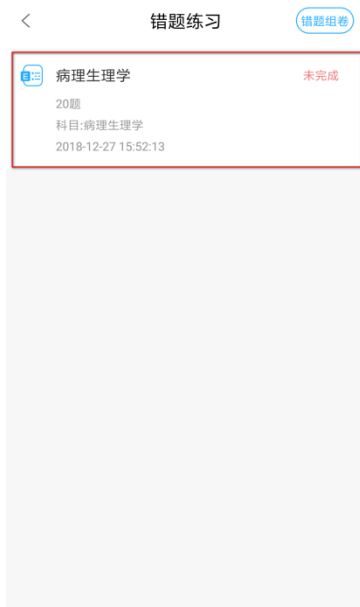 错题练习
错题组卷
病理生理学
未完成
20题
科目:病理生理学
2018-12-27 15:52:13